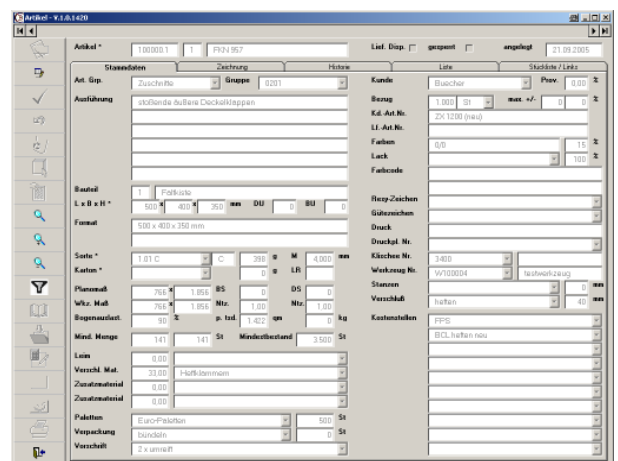 Artikel - V.1.0.1420
Artikel * 100000.1 1 FKN 957 Lief. Disp. gesperrt angelegt 21.09.2005
Stammdaten Zeichnung Historie Liste Stückliste / Links
Art. Grp. Zuschnitte Gruppe 0201 Kunde Buecher Prov. 0,00 %
Ausführung stoßende äußere Deckelklappen Bezug 1.000 St max. +/- 0 0 %
Kd.-Art.Nr. ZX 1200 (neu)
Lf.-Art.Nr.
Farben 0/0 15 %
Lack 100 %
Farbcode
Bauteil 1 Faltkiste
L x B x H * 500 x 400 x 350 mm DU 0 BU 0 Resy-Zeichen
Gütezeichen
Format 500 x 400 x 350 mm Druck
Druckpl. Nr.
Sorte * 1.01 C C 398 g M 4,000 mm Klischee Nr. 3400
Karton * 0 g LR Werkzeug Nr. W100004 testwerkzeug
Stanzen 0 mm
Planomaß 766 x 1.856 BS 0 DS 0
Wkz. Maß 766 x 1.856 Ntz. 1,00 Ntz. 1,00 Verschluß heften 40 mm
Bogenauslast. 90 % p. tsd. 1.422 qm 0 kg Kostenstellen FPS
Mind. Menge 141 141 St Mindestbestand 3.500 St BCL heften neu
Leim 0,00
Verschl. Mat. 33,00 Heftklammern
Zusatzmaterial 0,00
Zusatzmaterial 0,00
Paletten Euro-Paletten 500 St
Verpackung bündeln 0 St
Vorschrift 2 x umreift